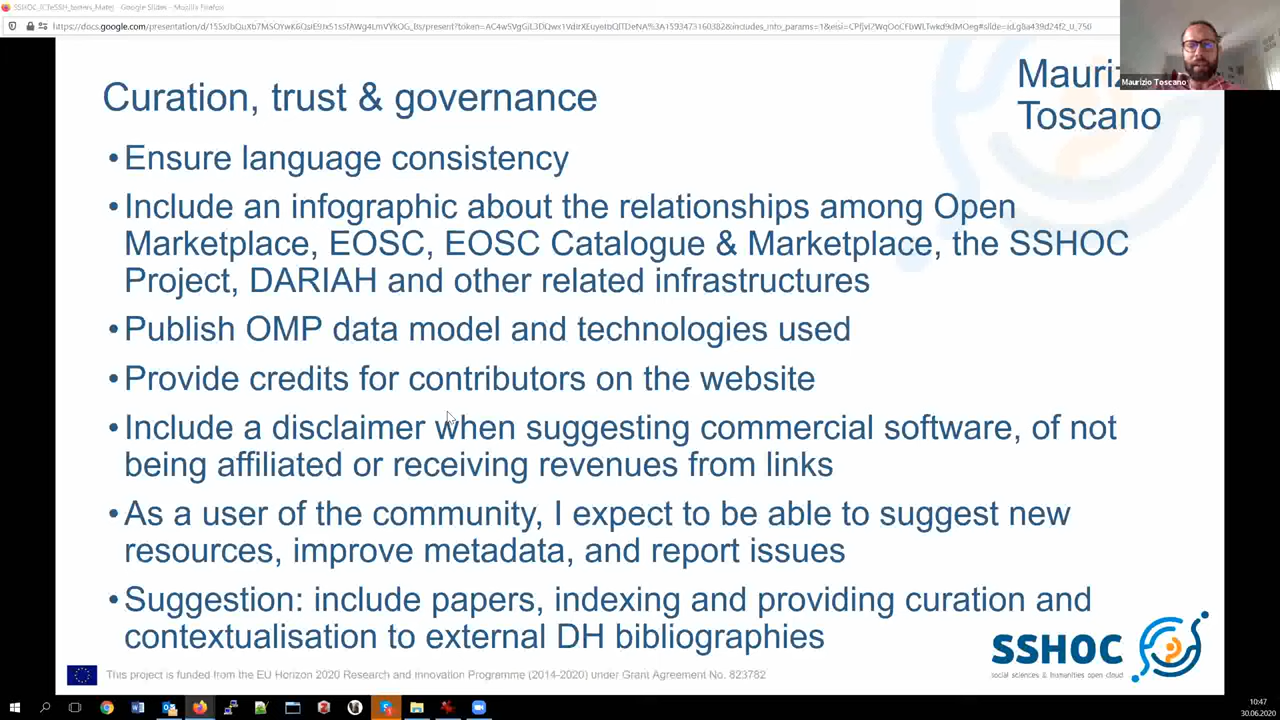 SSHOC_ICTeSSH_testers_Matej - Google Slides - Mozilla Firefox
Mauriz
Toscano
Maurizio Toscano
Curation, trust & governance
•Ensure language consistency
•Include an infographic about the relationships among Open
Marketplace, EOSC, EOSC Catalogue & Marketplace, the SSHOC
Project, DARIAH and other related infrastructures
•Publish OMP data model and technologies used
•Provide credits for contributors on the website
•Include a disclaimer when suggesting commercial software, of not
being affiliated or receiving revenues from links
•As a user of the community, I expect to be able to suggest new
resources, improve metadata, and report issues
•Suggestion: include papers, indexing and providing curation and
contextualisation to external DH bibliographies
SSHOC
social sciences & humanities open cloud
This project is funded from the EU Horizon 2020 Research and Innovation Programme (2014-2020) under Grant Agreement No. 823782
10:47
30.06.2020